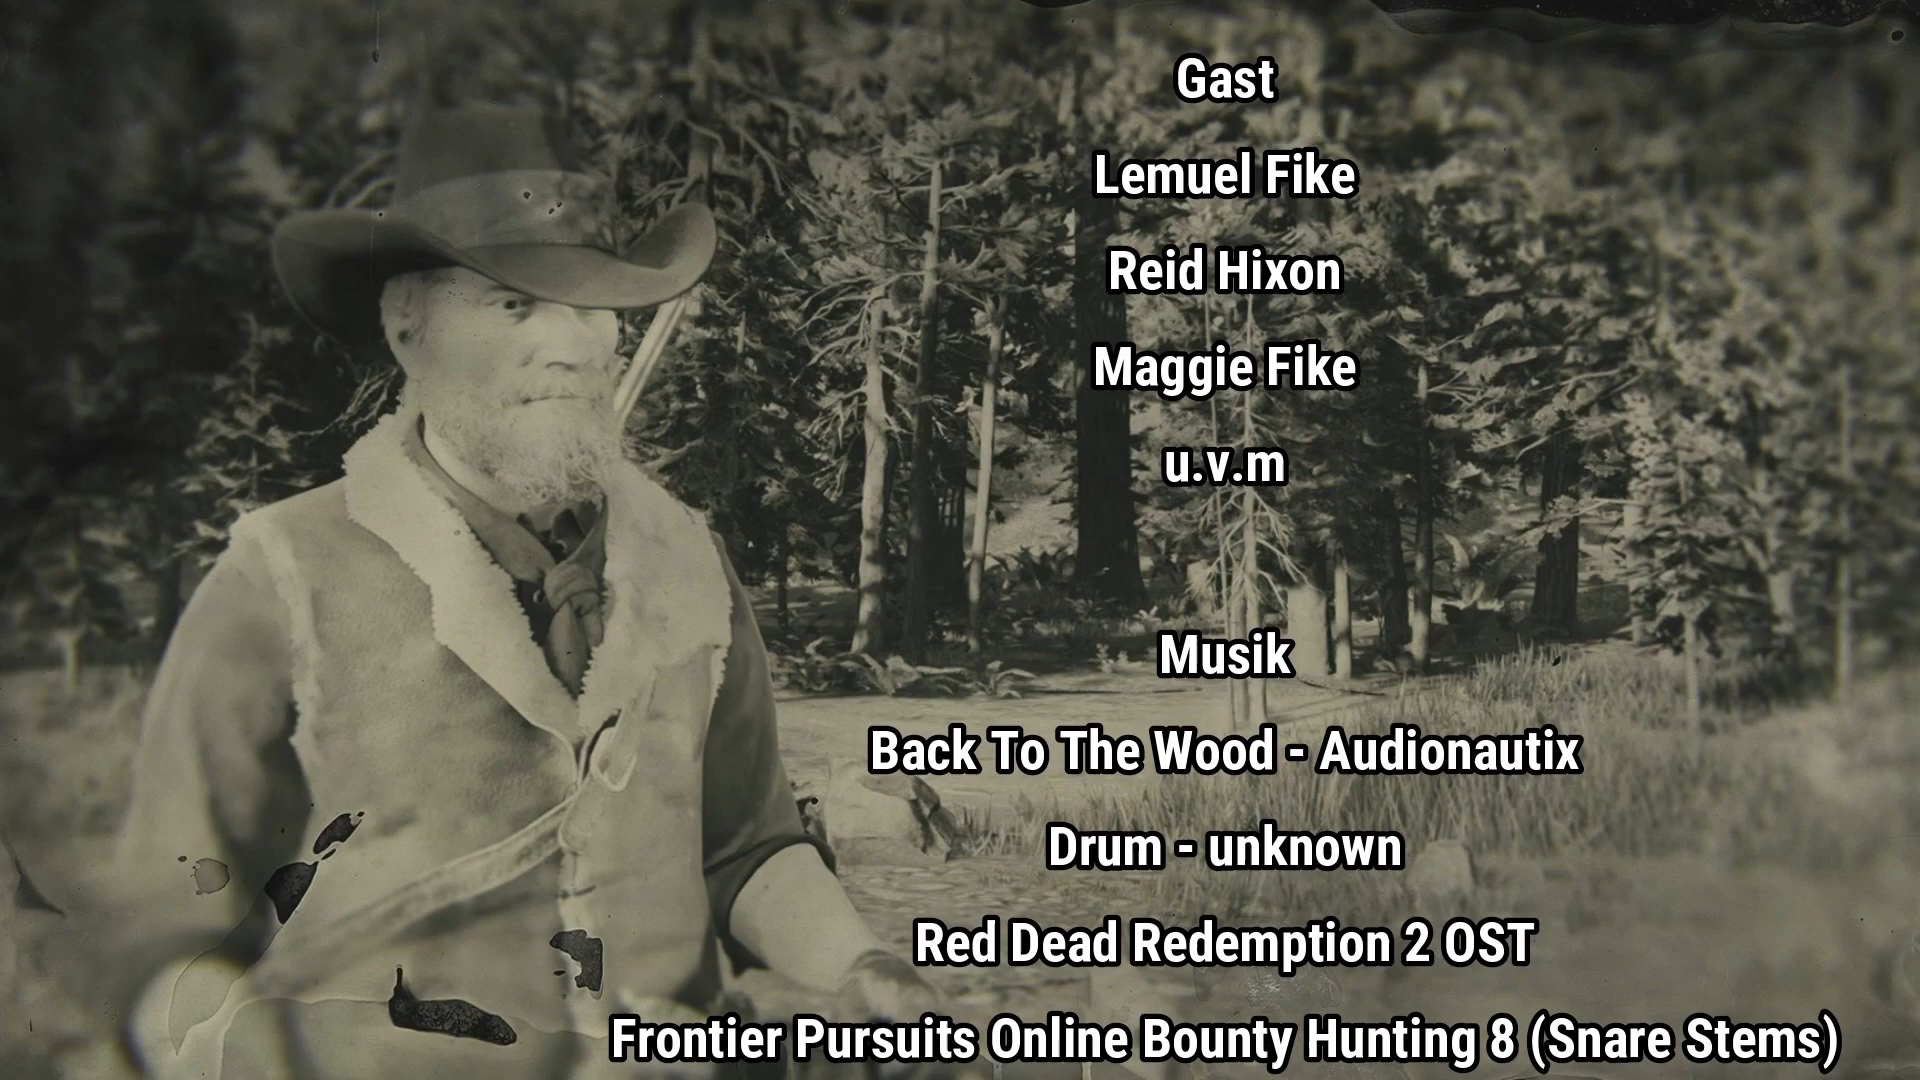 Gast
Lemuel Fike
Reid Hixon
Maggie Fike
u.v.m
Musik
Back To The Wood - Audionautix
Drum - unknown
Red Dead Redemption 2 OST
Frontier Pursuits Online Bounty Hunting 8 (Snare Stems)